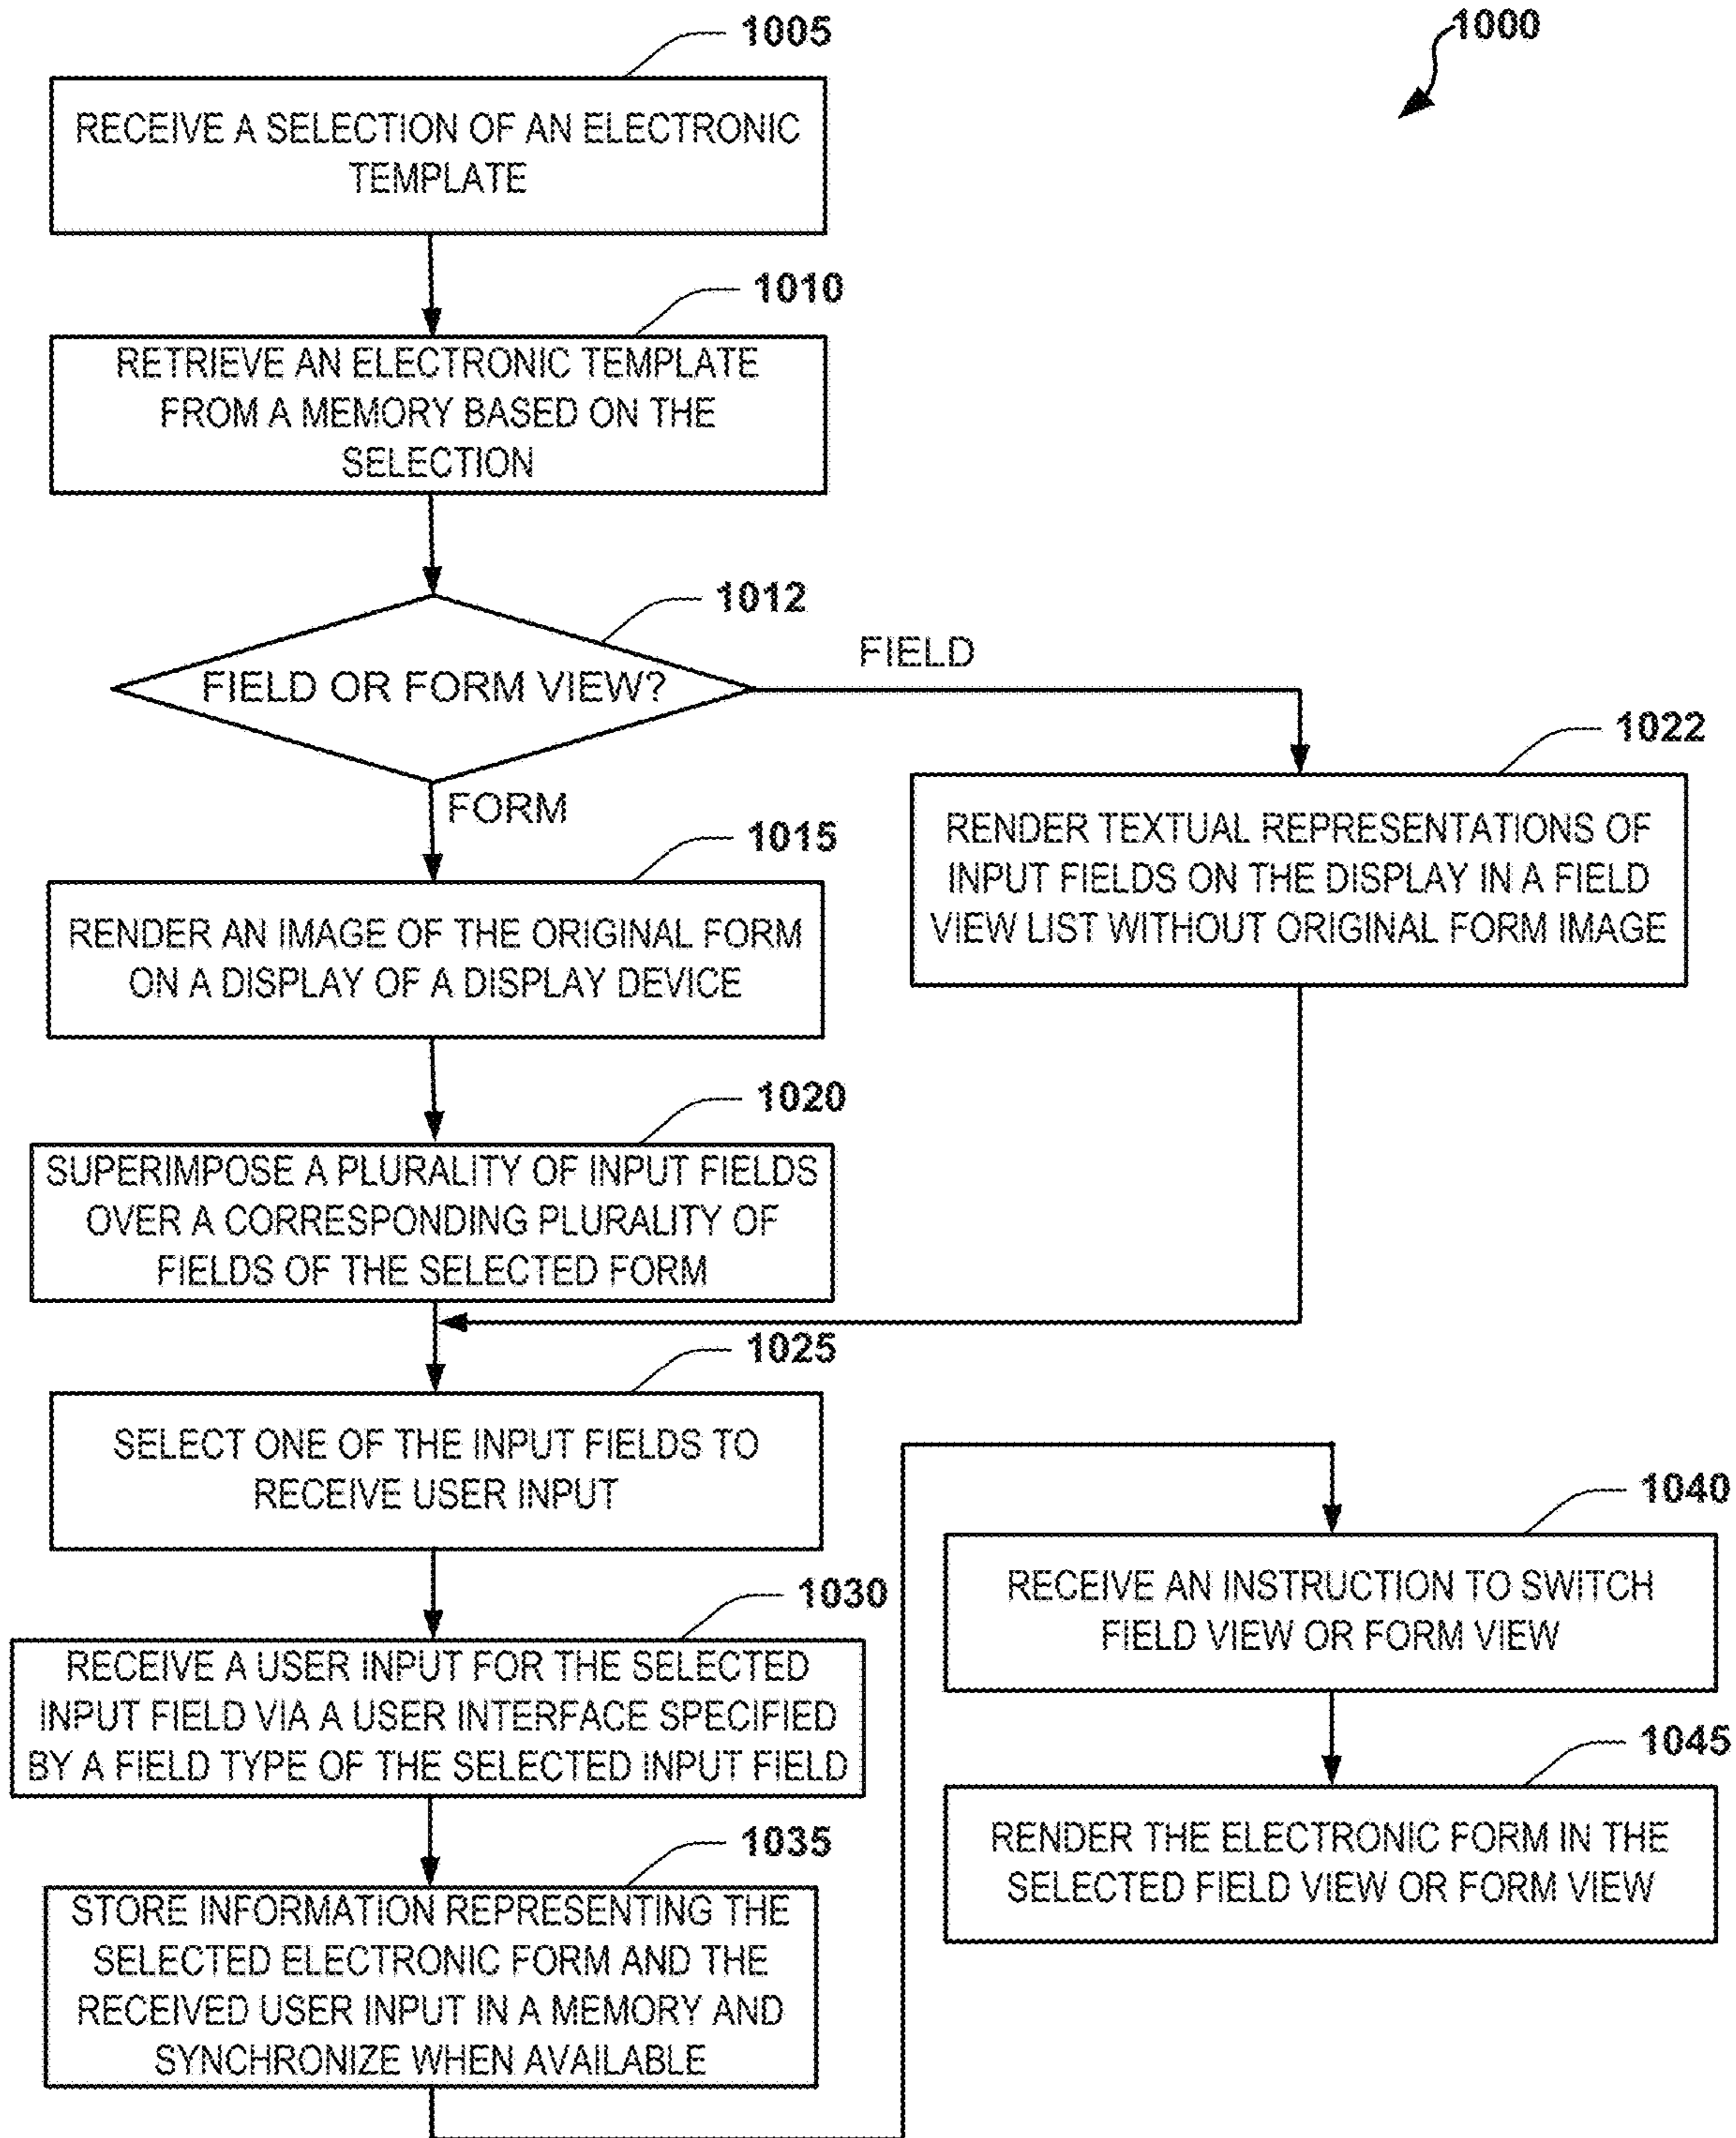 1000
1005
RECEIVE A SELECTION OF AN ELECTRONIC
TEMPLATE
1010
RETRIEVE AN ELECTRONIC TEMPLATE
FROM A MEMORY BASED ON THE
SELECTION
1012
FIELD OR FORM VIEW?
FIELD
FORM
1022
RENDER TEXTUAL REPRESENTATIONS OF
INPUT FIELDS ON THE DISPLAY IN A FIELD
VIEW LIST WITHOUT ORIGINAL FORM IMAGE
1015
RENDER AN IMAGE OF THE ORIGINAL FORM
ON A DISPLAY OF A DISPLAY DEVICE
1020
SUPERIMPOSE A PLURALITY OF INPUT FIELDS
OVER A CORRESPONDING PLURALITY OF
FIELDS OF THE SELECTED FORM
1025
SELECT ONE OF THE INPUT FIELDS TO
RECEIVE USER INPUT
1030
RECEIVE A USER INPUT FOR THE SELECTED
INPUT FIELD VIA A USER INTERFACE SPECIFIED
BY A FIELD TYPE OF THE SELECTED INPUT FIELD
1035
STORE INFORMATION REPRESENTING THE
SELECTED ELECTRONIC FORM AND THE
RECEIVED USER INPUT IN A MEMORY AND
SYNCHRONIZE WHEN AVAILABLE
1040
RECEIVE AN INSTRUCTION TO SWITCH
FIELD VIEW OR FORM VIEW
1045
RENDER THE ELECTRONIC FORM IN THE
SELECTED FIELD VIEW OR FORM VIEW